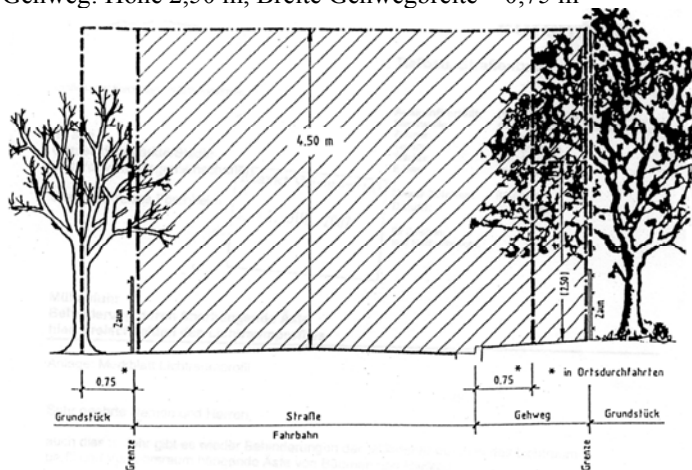 Gehweg: Höhe 2,50 m, Breite Gehwegbreite – 0,75 m
4,50 m
(2,50)
Zaun
Zaun
0.75 *
0,75 *
* in Ortsdurchfahrten
Grundstück
Straße
Gehweg
Grundstück
Fahrbahn
Grenze
Grenze